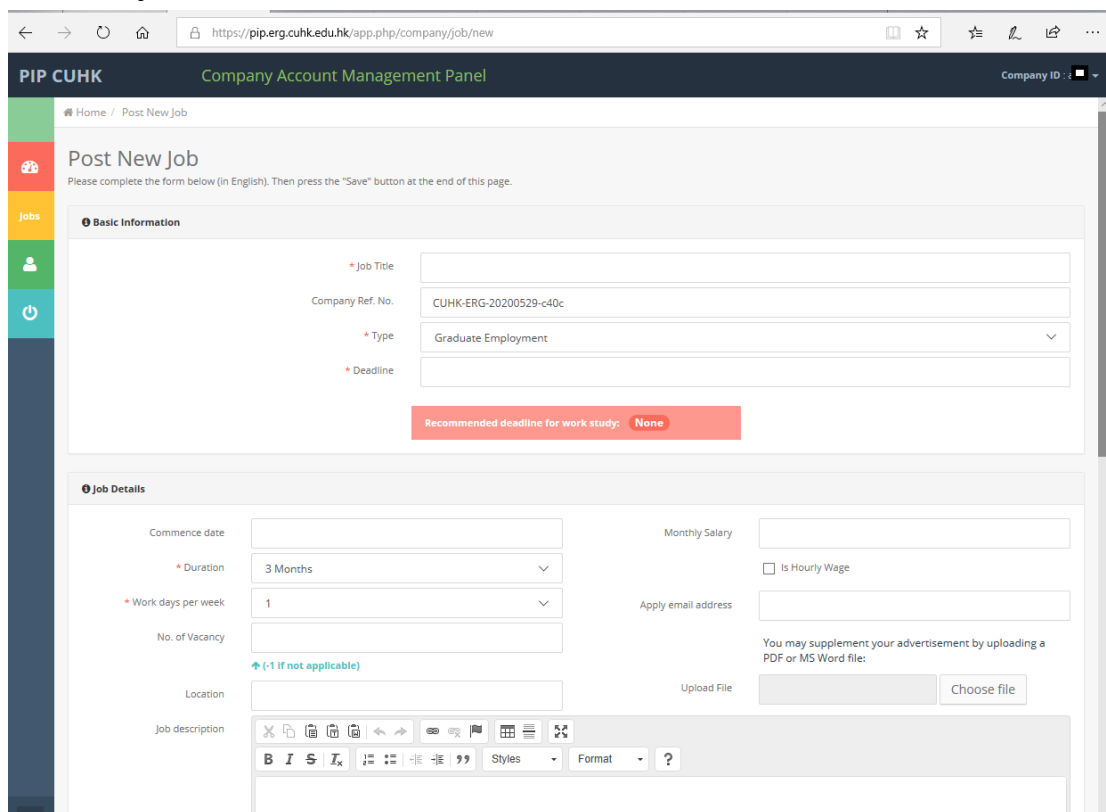 https://pip.erg.cuhk.edu.hk/app.php/company/job/new
PIP CUHK
Company Account Management Panel
Company ID : a
Home / Post New Job
Post New Job
Please complete the form below (in English). Then press the "Save" button at the end of this page.
Jobs
Basic Information
* Job Title
Company Ref. No.
CUHK-ERG-20200529-c40c
* Type
Graduate Employment
* Deadline
Recommended deadline for work study: None
Job Details
Commence date
Monthly Salary
* Duration
3 Months
Is Hourly Wage
* Work days per week
1
Apply email address
No. of Vacancy
(-1 if not applicable)
You may supplement your advertisement by uploading a
PDF or MS Word file:
Location
Upload File
Choose file
Job description
B I S Ix
Styles
Format
?